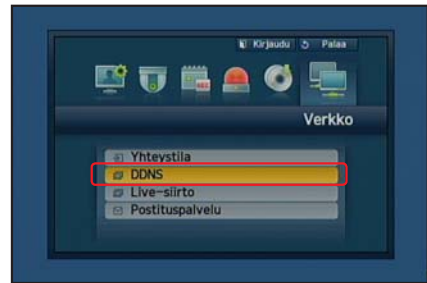 Kirjaudu Palaa
Verkko
Yhteystila
DDNS
Live-siirto
Postituspalvelu